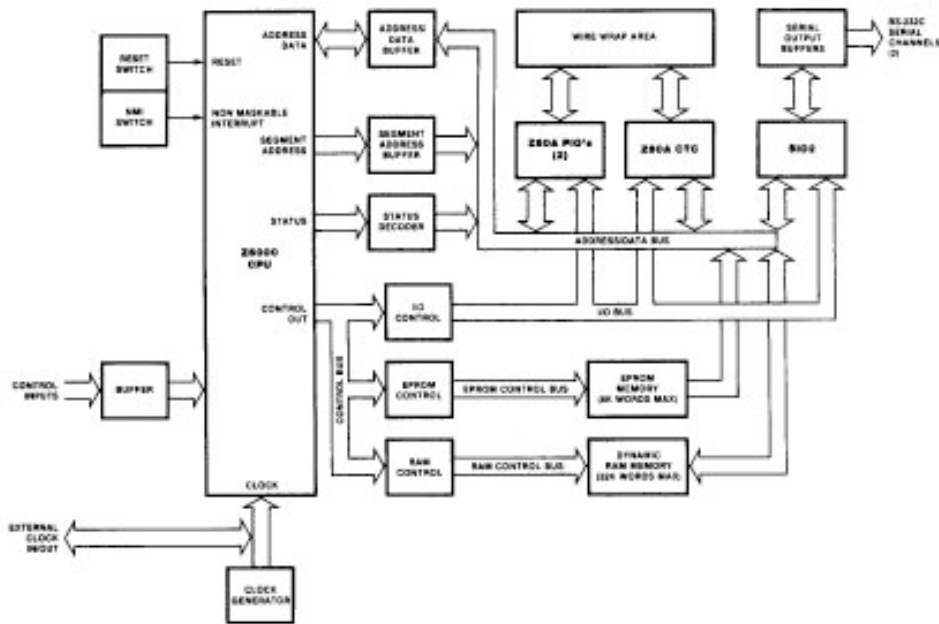 ADDRESS/
DATA
ADDRESS/
DATA
BUFFER
WIRE WRAP AREA
SERIAL
OUTPUT
BUFFERS
RS-232C
SERIAL
CHANNELS
(2)
RESET
SWITCH
RESET
NMI
SWITCH
NON MASKABLE
INTERRUPT
SEGMENT
ADDRESS
SEGMENT
ADDRESS
BUFFER
Z80A PIO's
(2)
Z80A CTC
STATUS
STATUS
DECODER
ADDRESS/DATA BUS
CPU
CONTROL
OUT
I/O
CONTROL
I/O BUS
CONTROL BUS
CONTROL
INPUTS
BUFFER
EPROM
CONTROL
EPROM CONTROL BUS
EPROM
MEMORY
WORDS MAX)
RAM
CONTROL
RAM CONTROL BUS
DYNAMIC
RAM MEMORY
(32K WORDS MAX)
CLOCK
EXTERNAL
CLOCK
IN/OUT
CLOCK
GENERATOR